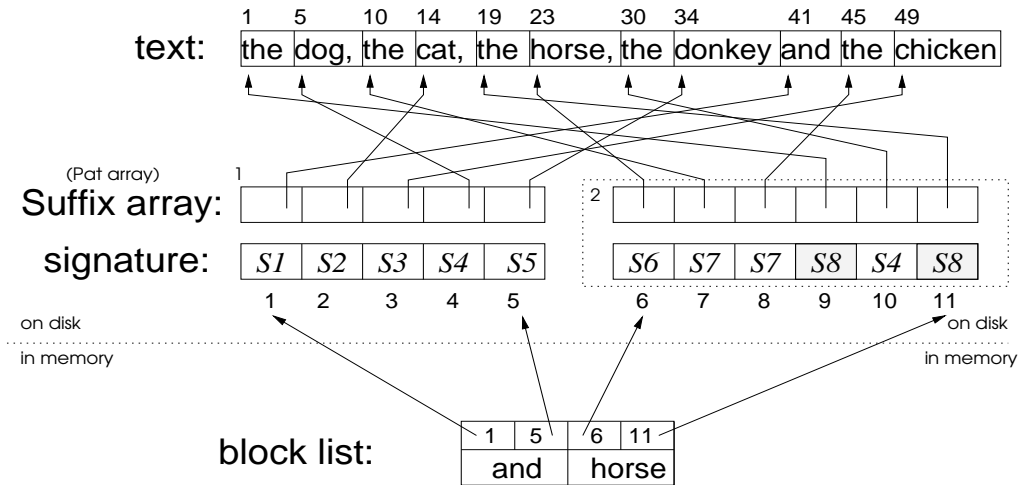 1 5 10 14 19 23 30 34 41 45 49
text: the dog, the cat, the horse, the donkey and the chicken
(Pat array) 1 2
Suffix array:
signature: S1 S2 S3 S4 S5 S6 S7 S7 S8 S4 S8
1 2 3 4 5 6 7 8 9 10 11
on disk on disk
in memory in memory
1 5 6 11
block list:
and horse